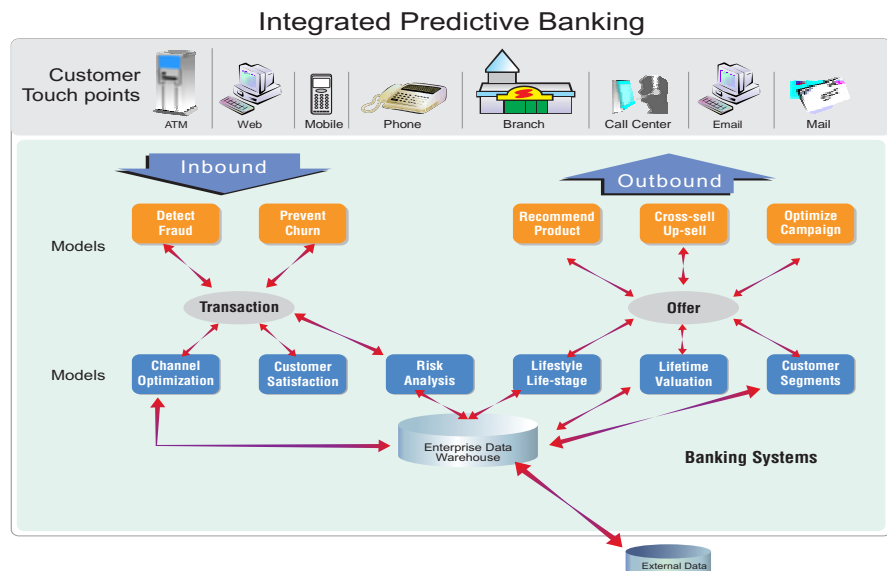 Integrated Predictive Banking
Customer
Touch points
ATM
Web
Mobile
Phone
Branch
Call Center
Email
Mail
Inbound
Outbound
Models
Detect
Fraud
Prevent
Churn
Recommend
Product
Cross-sell
Up-sell
Optimize
Campaign
Transaction
Offer
Models
Channel
Optimization
Customer
Satisfaction
Risk
Analysis
Lifestyle
Life-stage
Lifetime
Valuation
Customer
Segments
Enterprise Data
Warehouse
Banking Systems
External Data